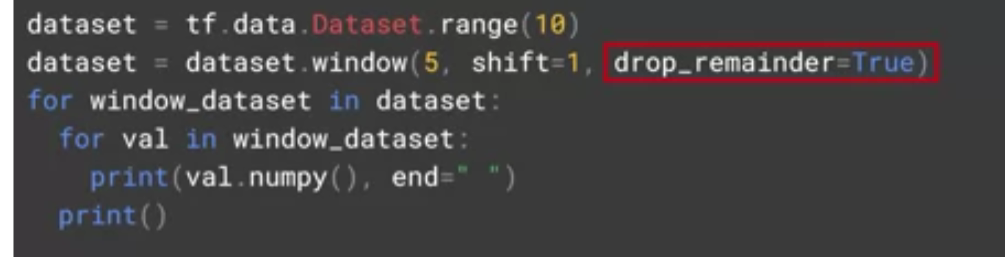 dataset = tf.data.Dataset.range(10)
dataset = dataset.window(5, shift=1, drop_remainder=True)
for window_dataset in dataset:
  for val in window_dataset:
    print(val.numpy(), end=" ")
  print()